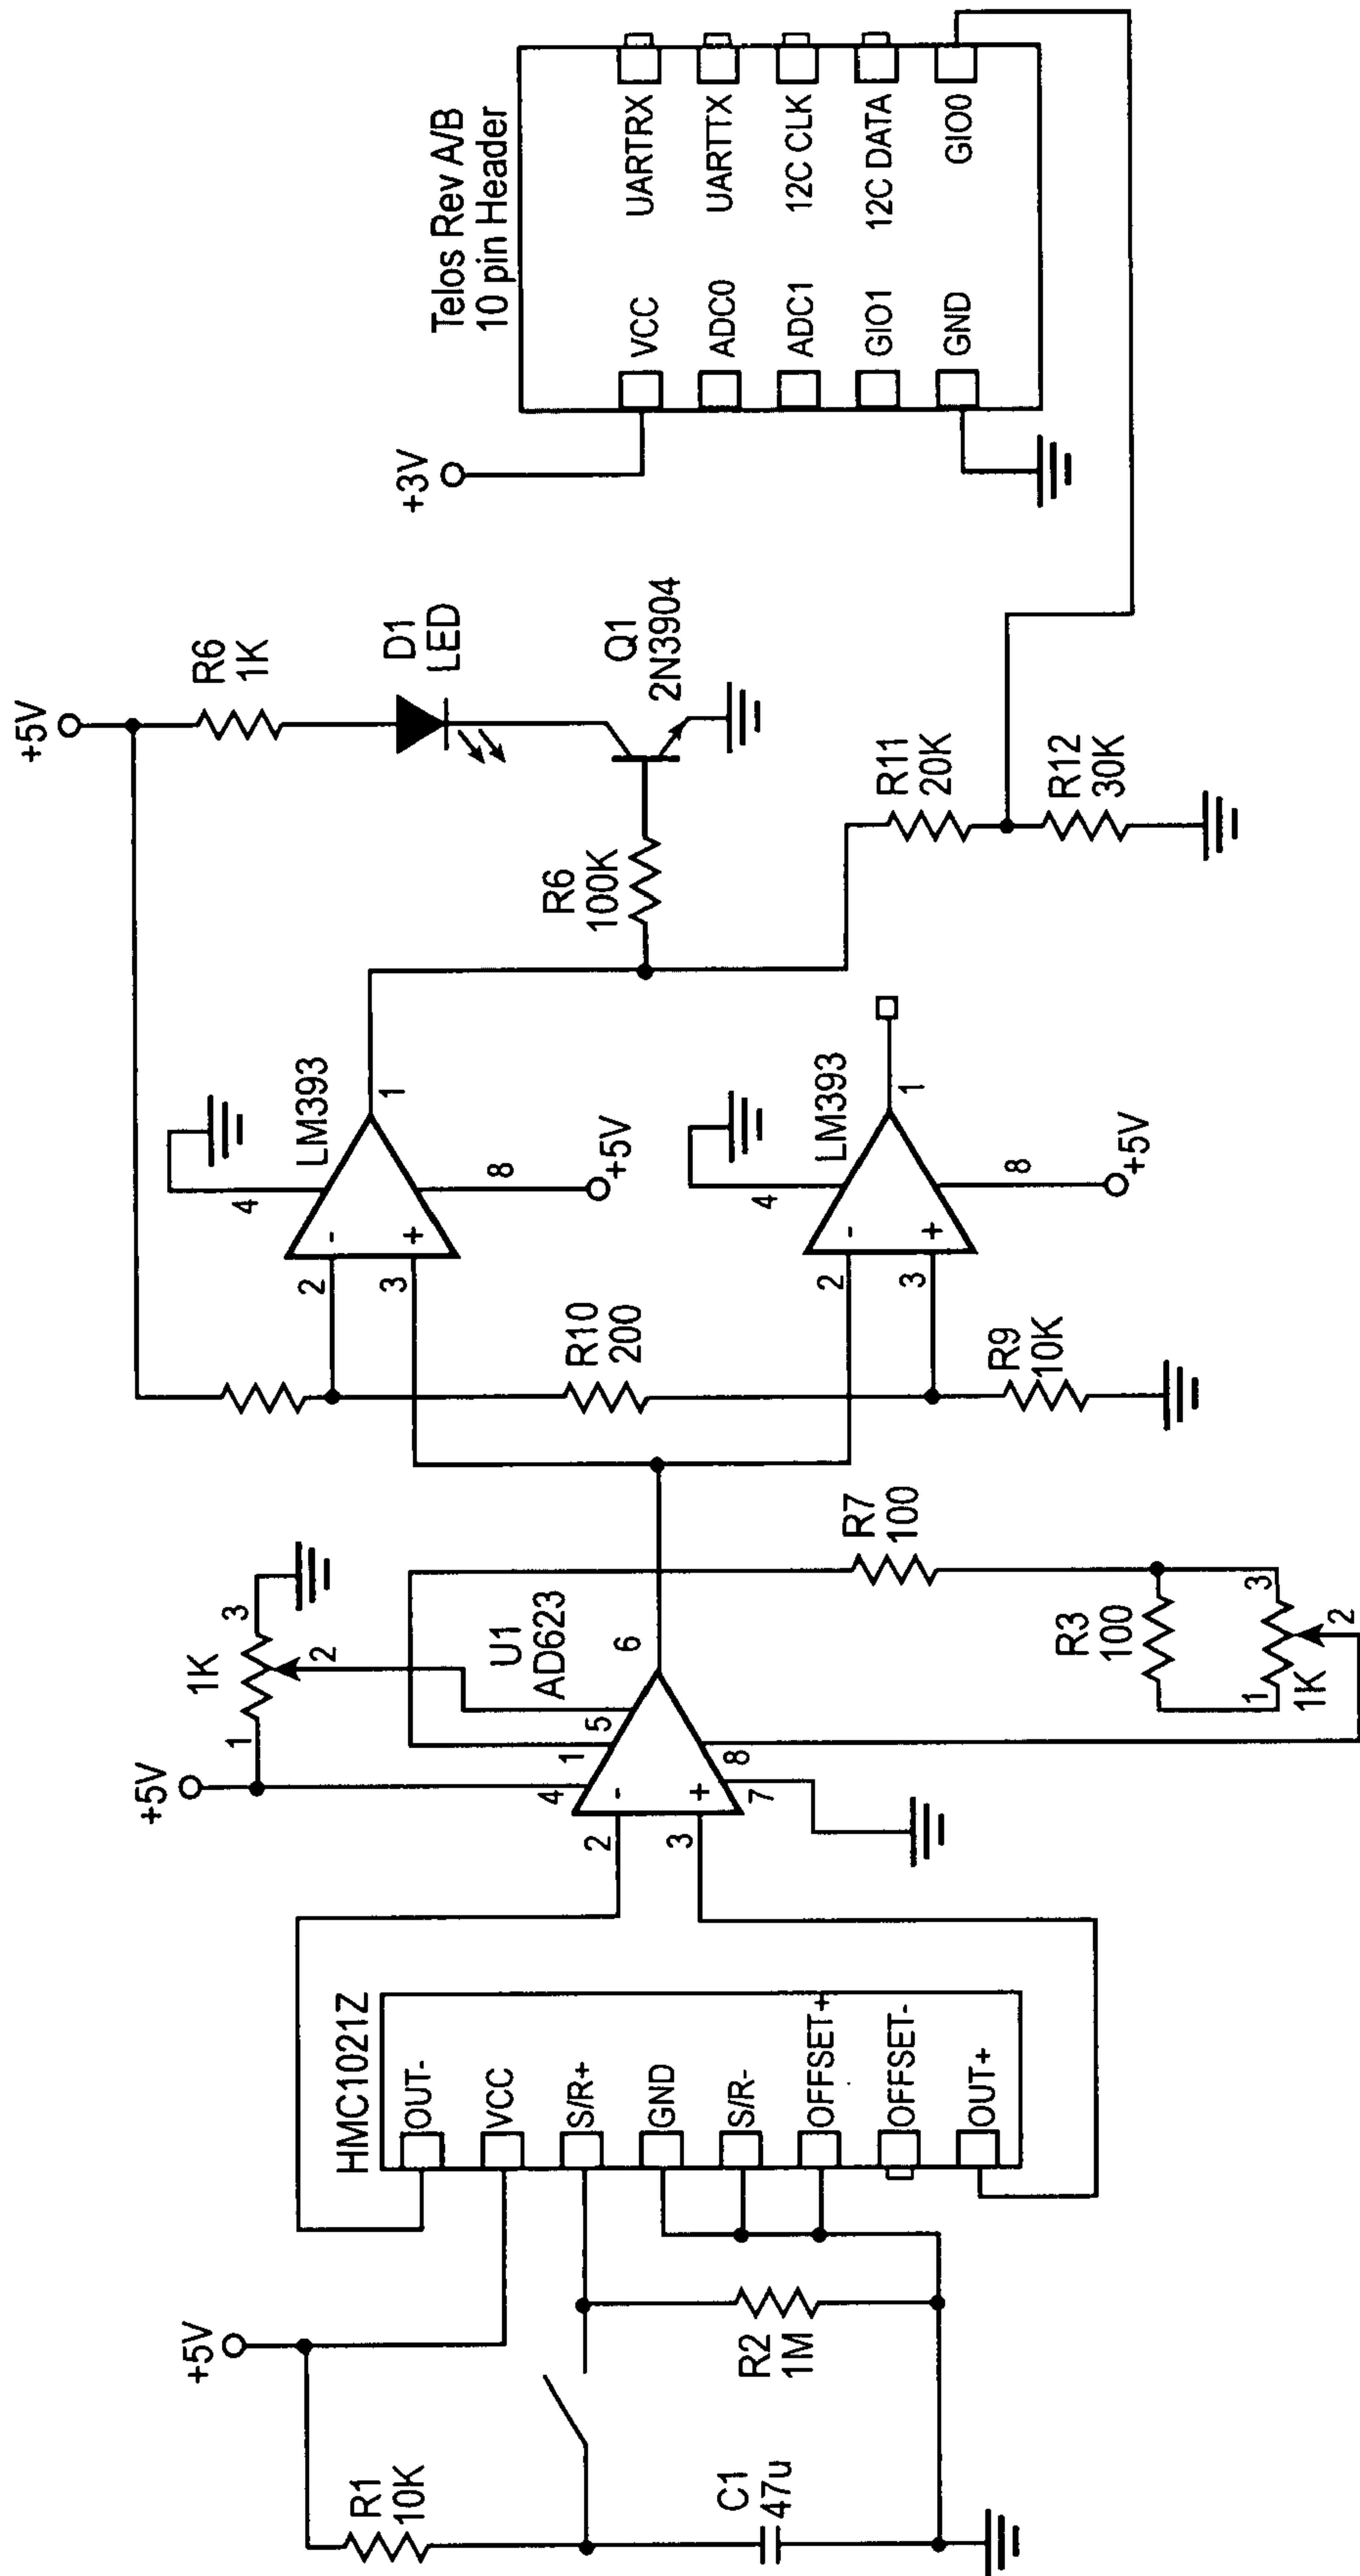 +5V
R1
10K
C1
47u
R2
1M
HMC1021Z
OUT-
VCC
S/R+
GND
S/R-
OFFSET+
OFFSET-
OUT+
+5V
1K
1
2
3
U1
AD623
2
3
4
1
5
6
7
8
-
+
R7
100
R3
100
1
1K
2
3
R10
200
R9
10K
LM393
2
3
4
8
1
-
+
+5V
LM393
2
3
4
8
1
-
+
+5V
+5V
R6
1K
D1
LED
R6
100K
Q1
2N3904
R11
20K
R12
30K
+3V
Telos Rev A/B
10 pin Header
VCC
ADC0
ADC1
GIO1
GND
UARTRX
UARTTX
12C CLK
12C DATA
GIO0